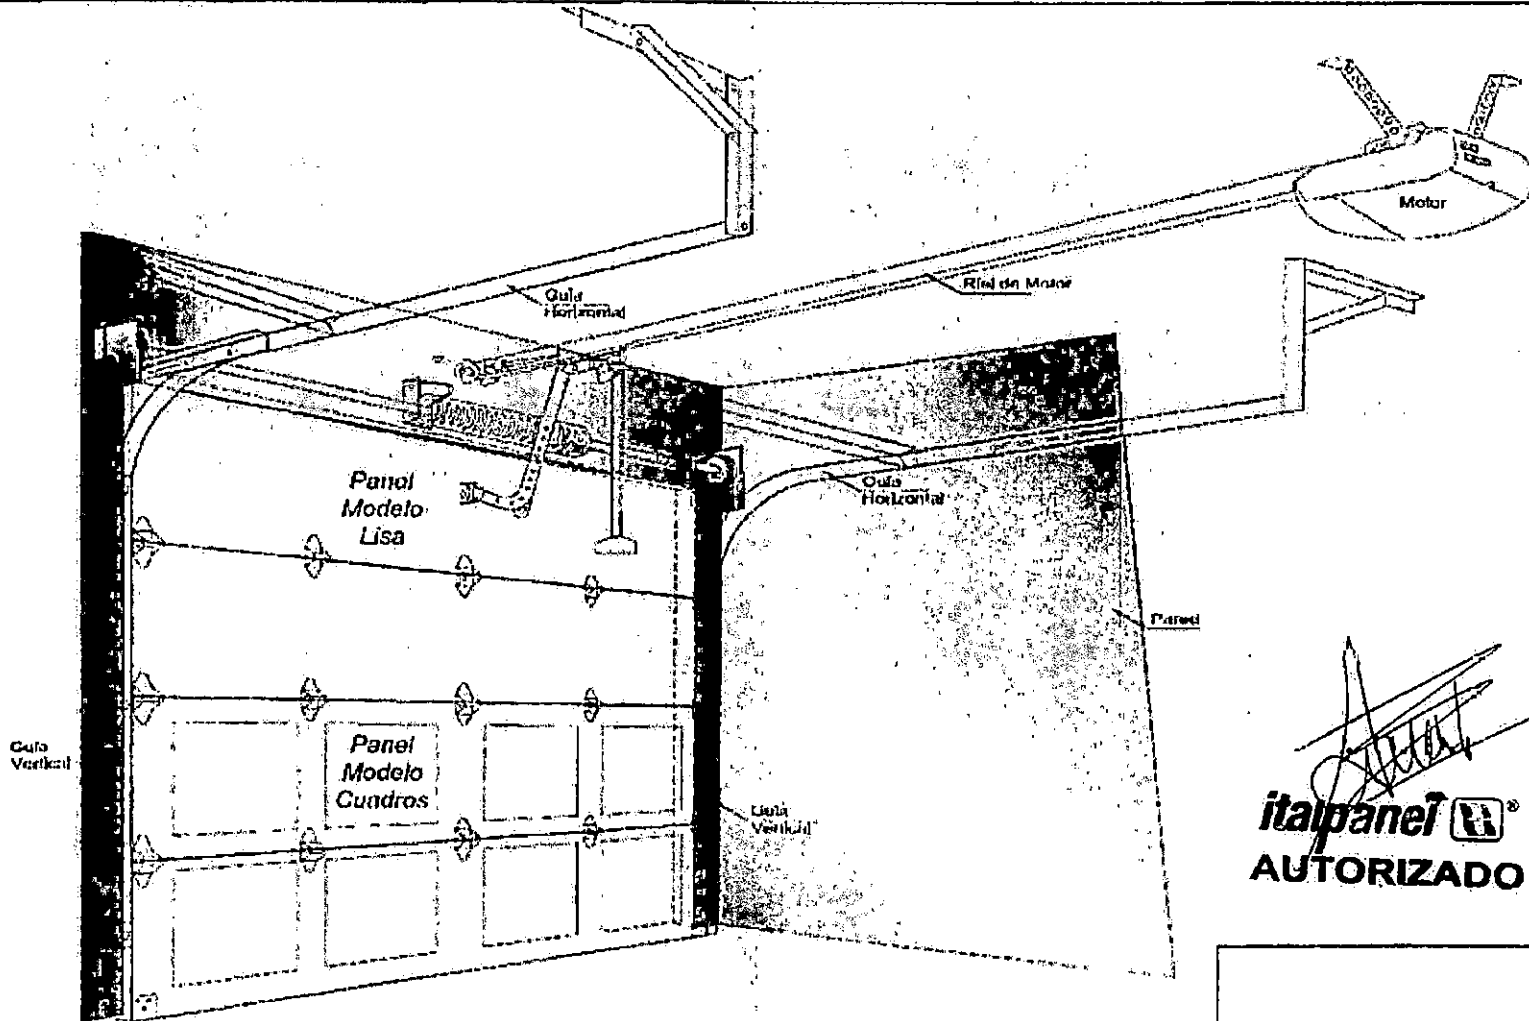 Motor
Riel de Motor
Guía
Horizontal
Guía
Horizontal
Panel
Modelo
Lisa
Pared
Guía
Vertical
Panel
Modelo
Cuadros
Guía
Vertical
italpanel ®
AUTORIZADO